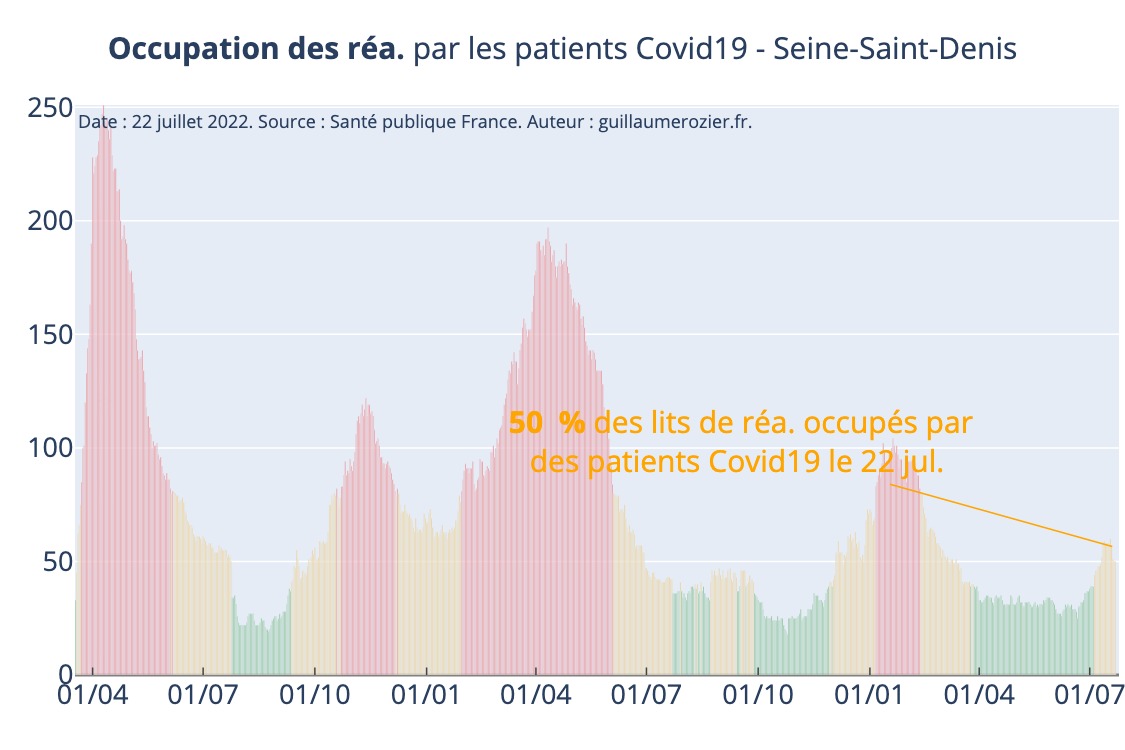 Occupation des réa. par les patients Covid19 - Seine-Saint-Denis
250
Date : 22 juillet 2022. Source : Santé publique France. Auteur : guillaumerozier.fr.
200
150
100
50
0
50 % des lits de réa. occupés par
des patients Covid19 le 22 jul.
01/04 01/07 01/10 01/01 01/04 01/07 01/10 01/01 01/04 01/07